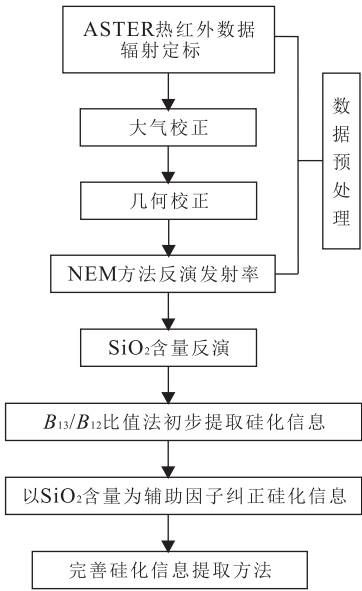 ASTER热红外数据
辐射定标
大气校正
几何校正
NEM方法反演发射率
数据预处理
SiO₂含量反演
B₁₃/B₁₂比值法初步提取硅化信息
以SiO₂含量为辅助因子纠正硅化信息
完善硅化信息提取方法